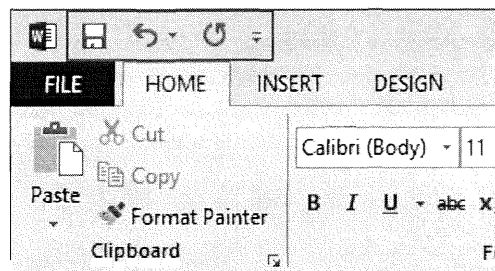 W
FILE HOME INSERT DESIGN
Cut
Calibri (Body) 11
Copy
Paste
B I U abc x
Format Painter
Clipboard
F